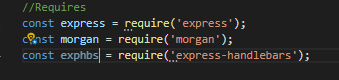 //Requires
const express = require('express');
const morgan = require('morgan');
const exphbs = require('express-handlebars');